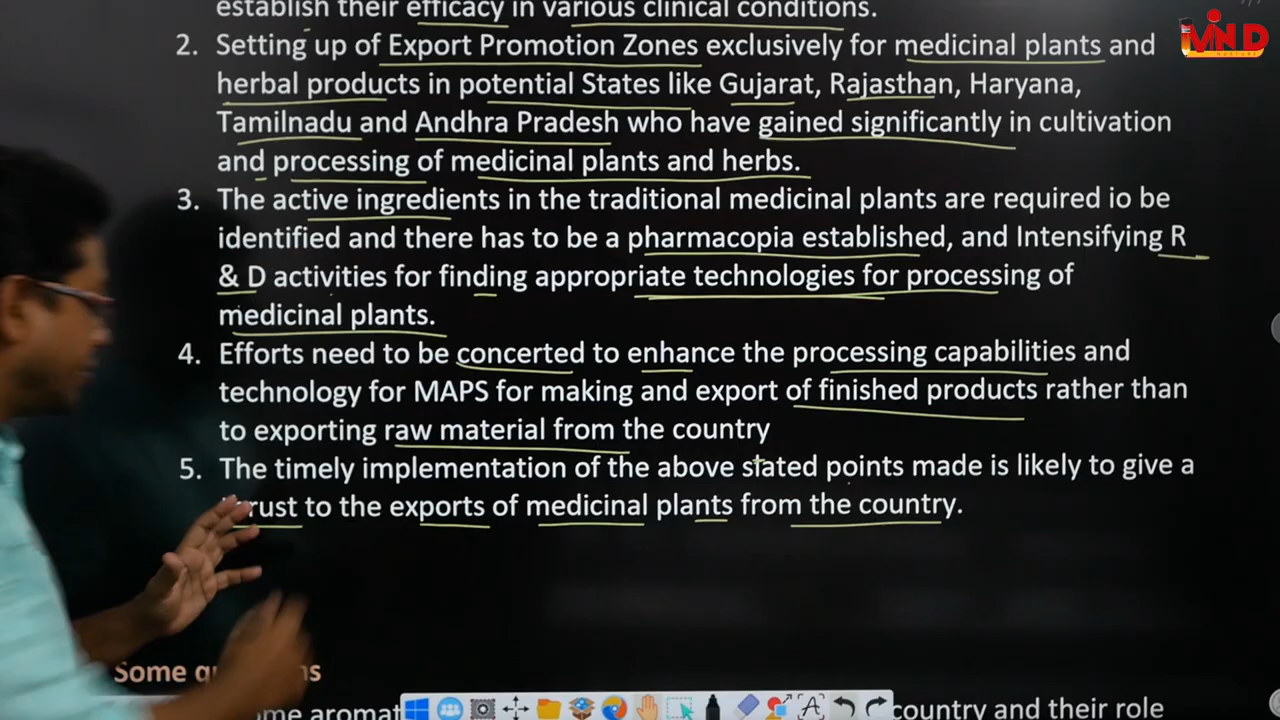 establish their efficacy in various clinical conditions.
2. Setting up of Export Promotion Zones exclusively for medicinal plants and
herbal products in potential States like Gujarat, Rajasthan, Haryana,
Tamilnadu and Andhra Pradesh who have gained significantly in cultivation
and processing of medicinal plants and herbs.
3. The active ingredients in the traditional medicinal plants are required io be
identified and there has to be a pharmacopia established, and Intensifying R
& D activities for finding appropriate technologies for processing of
medicinal plants.
4. Efforts need to be concerted to enhance the processing capabilities and
technology for MAPS for making and export of finished products rather than
to exporting raw material from the country
5. The timely implementation of the above stated points made is likely to give a
to the exports of medicinal plants from the country.
Some
country and their role
MIND